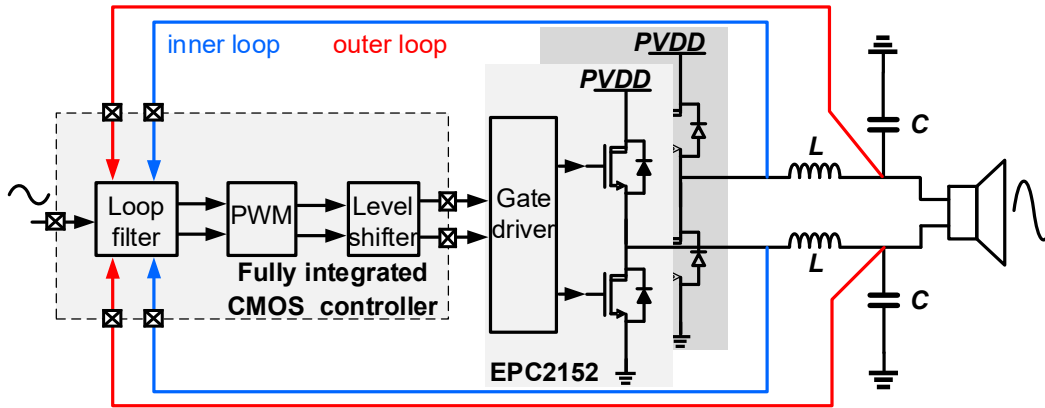 inner loop
outer loop
PVDD
PVDD
C
L
Loop
filter
PWM
Level
shifter
Gate
driver
L
Fully integrated
CMOS controller
C
EPC2152